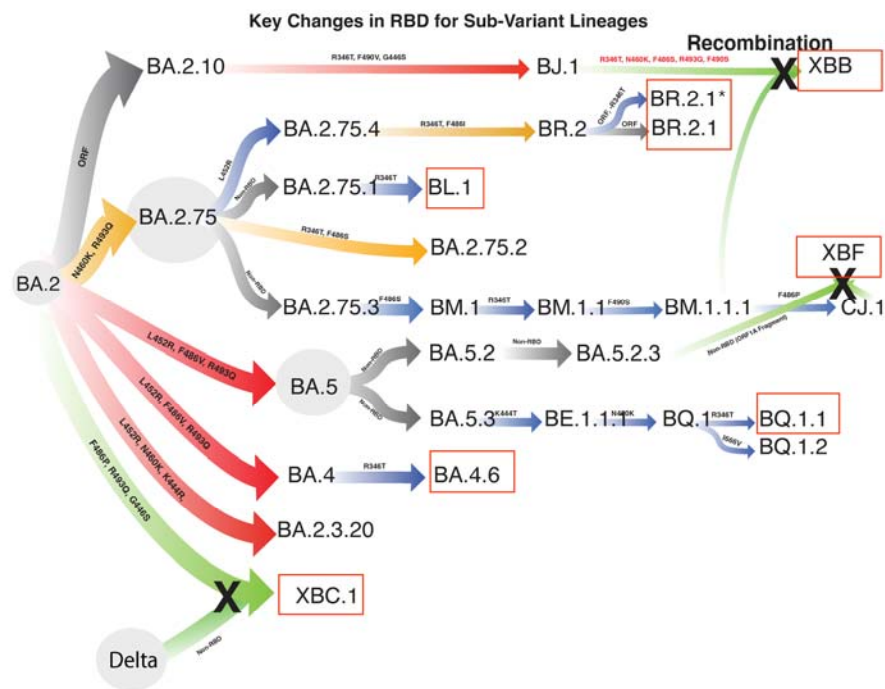 Key Changes in RBD for Sub-Variant Lineages
Recombination
BA.2.10
R346T, F490V, G446S
BJ.1
R346T, N460K, F486S, R493Q, F490S
X
XBB
ORF
BA.2.75.4
R346T, F486I
BR.2
ORF, -R346T
BR.2.1*
ORF
BR.2.1
L452R
Non-RBD
BA.2.75.1
R346T
BL.1
BA.2.75
R346T, F486S
BA.2.75.2
N460K, R493Q
BA.2
Non-RBD
BA.2.75.3
F486S
BM.1
R346T
BM.1.1
F490S
BM.1.1.1
F486P
CJ.1
XBF
X
Non-RBD (ORF1A Fragment)
L452R, F486V, R493Q
BA.5
Non-RBD
BA.5.2
Non-RBD
BA.5.2.3
Non-RBD
BA.5.3
K444T
BE.1.1.1
N460K
BQ.1
R346T
BQ.1.1
I666V
BQ.1.2
L452R, F486V, R493Q
BA.4
R346T
BA.4.6
L452R, N460K, K444R,
BA.2.3.20
F486P, R493Q, G446S
X
XBC.1
Delta
Non-RBD